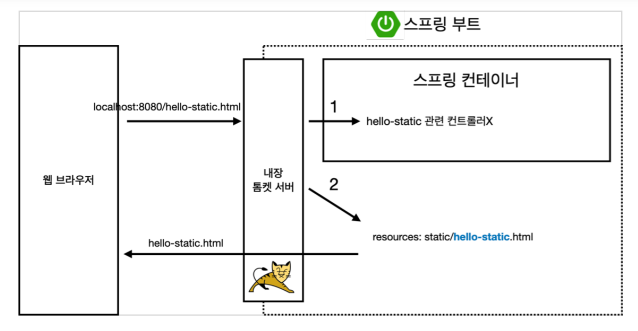 스프링 부트
스프링 컨테이너
localhost:8080/hello-static.html
1
hello-static 관련 컨트롤러X
웹 브라우저
내장
톰켓 서버
2
resources: static/hello-static.html
hello-static.html